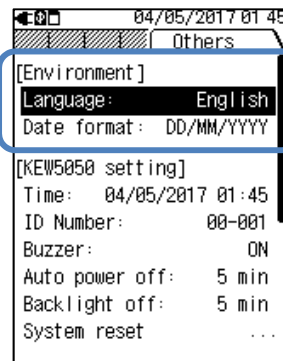 04/05/2017 01 45
Others
[Environment]
Language: English
Date format: DD/MM/YYYY
[KEW5050 setting]
Time: 04/05/2017 01:45
ID Number: 00-001
Buzzer: ON
Auto power off: 5 min
Backlight off: 5 min
System reset ...